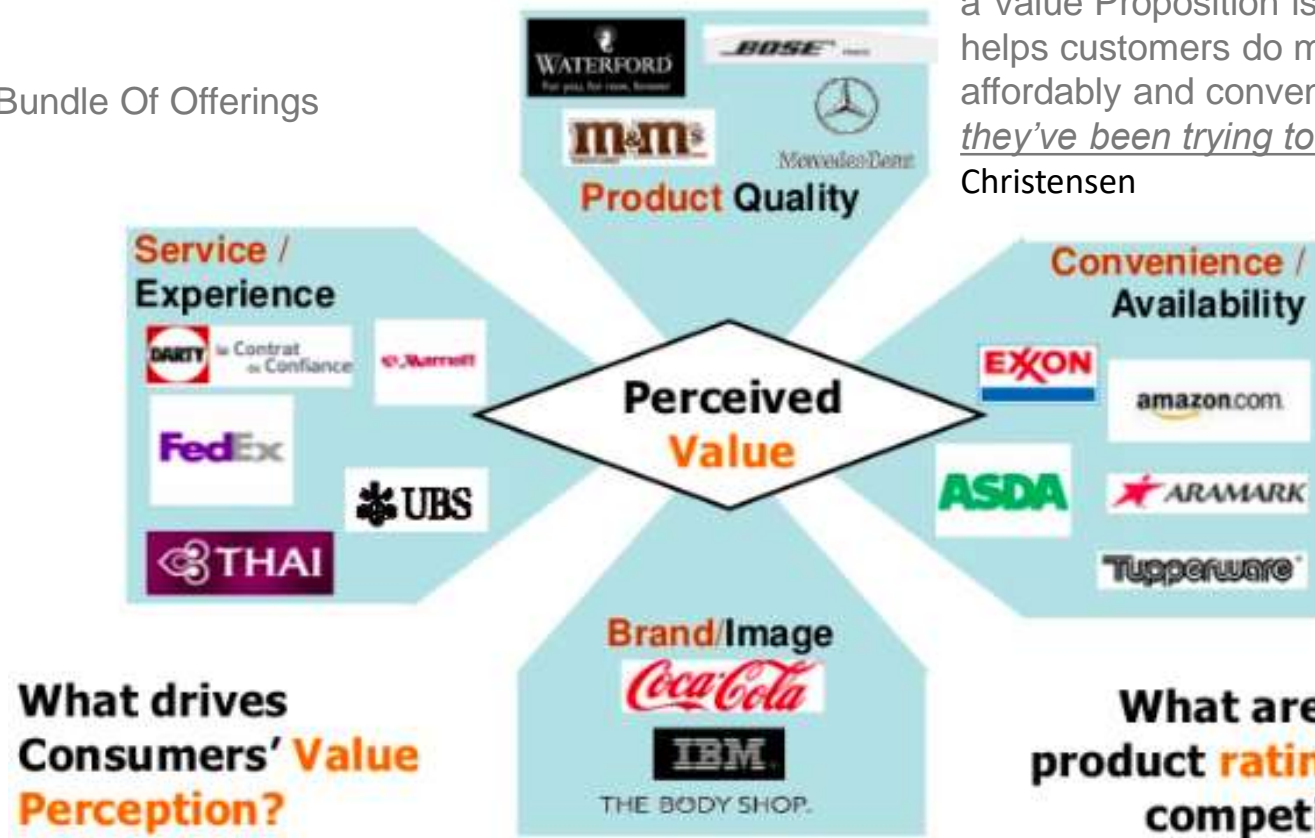 a Value Proposition is
helps customers do m
affordably and conven
they've been trying to
Christensen
Bundle Of Offerings
WATERFORD
BOSE
m&m's
Mercedes-Benz
Product Quality
Service /
Experience
DARTY le Contrat
de Confiance
Marriott
FedEx
UBS
THAI
Perceived
Value
Convenience /
Availability
EXXON
amazon.com
ASDA
ARAMARK
Tupperware
Brand/Image
Coca-Cola
IBM
THE BODY SHOP.
What drives
Consumers' Value
Perception?
What are
product ratin
compet